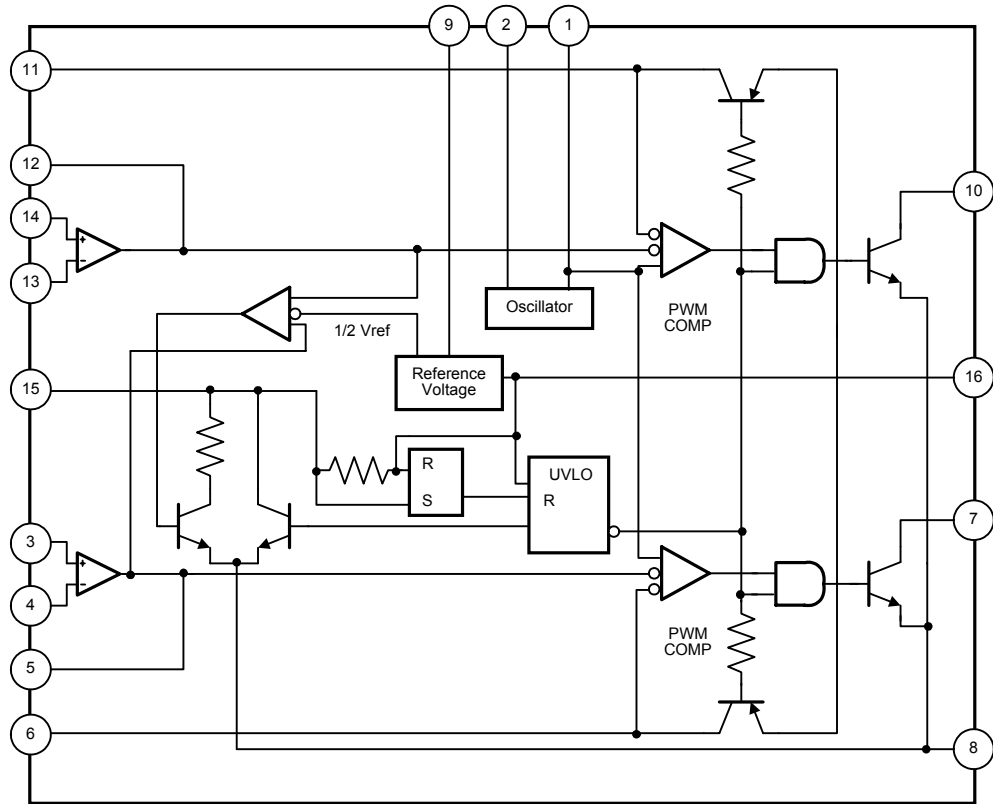 9 2 1
11
12
14
+
-
13
10
Oscillator
PWM
COMP
1/2 Vref
Reference
Voltage
15
16
R
S
UVLO
R
7
3
+
-
4
PWM
COMP
5
6
8